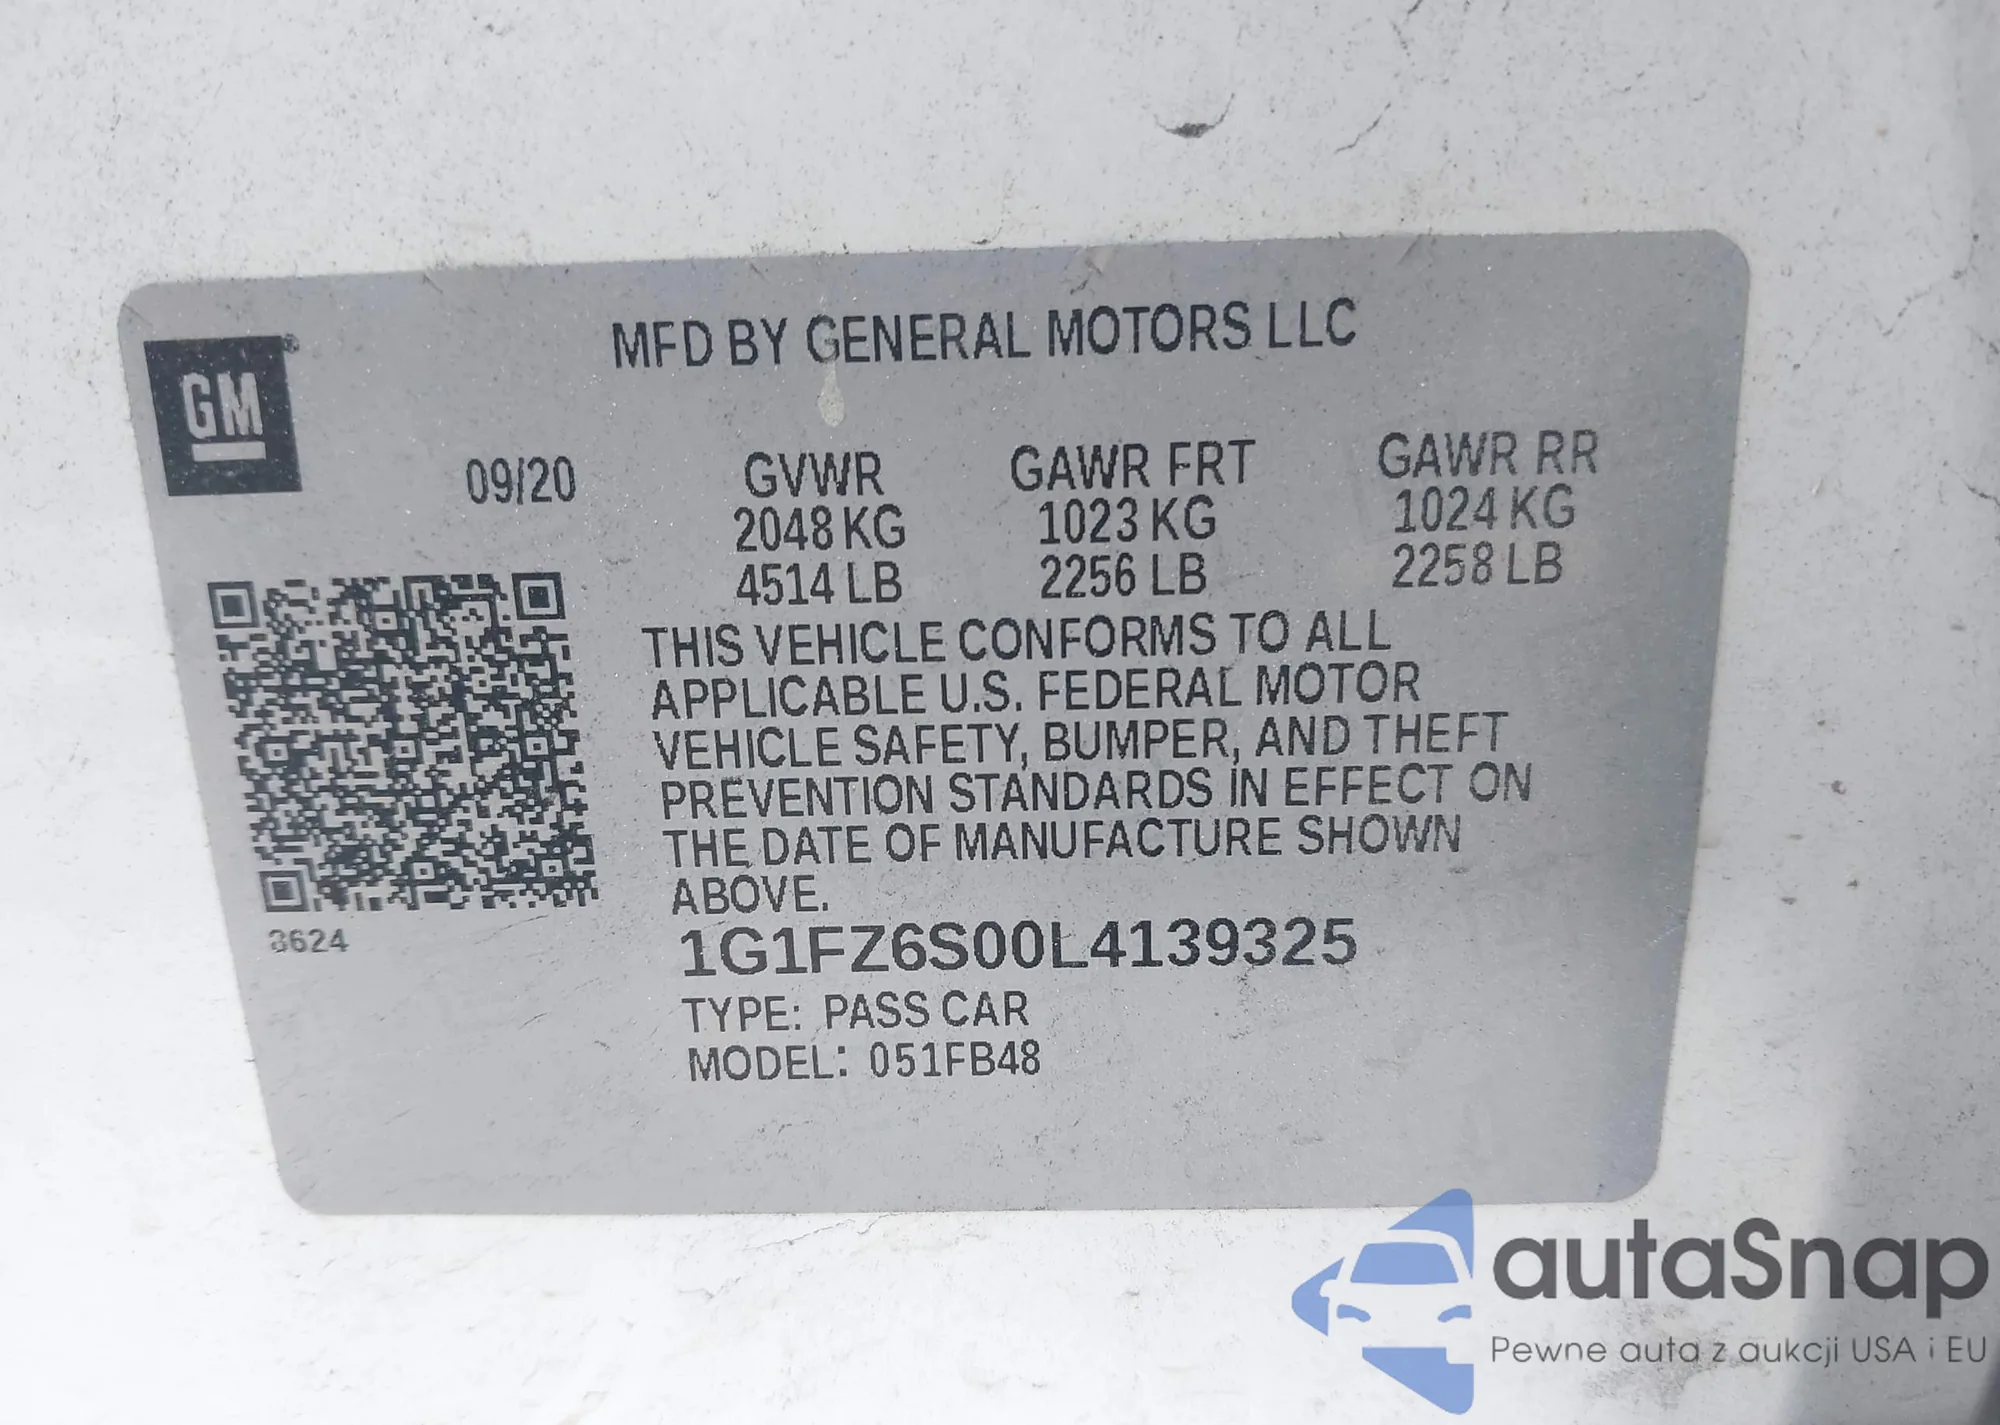 MFD BY GENERAL MOTORS LLC
GM
®
09/20 GVWR GAWR FRT GAWR RR
2048 KG 1023 KG 1024 KG
4514 LB 2256 LB 2258 LB
THIS VEHICLE CONFORMS TO ALL
APPLICABLE U.S. FEDERAL MOTOR
VEHICLE SAFETY, BUMPER, AND THEFT
PREVENTION STANDARDS IN EFFECT ON
THE DATE OF MANUFACTURE SHOWN
ABOVE.
3624
1G1FZ6S00L4139325
TYPE: PASS CAR
MODEL: 051FB48
autaSnap
Pewne auta z aukcji USA i EU